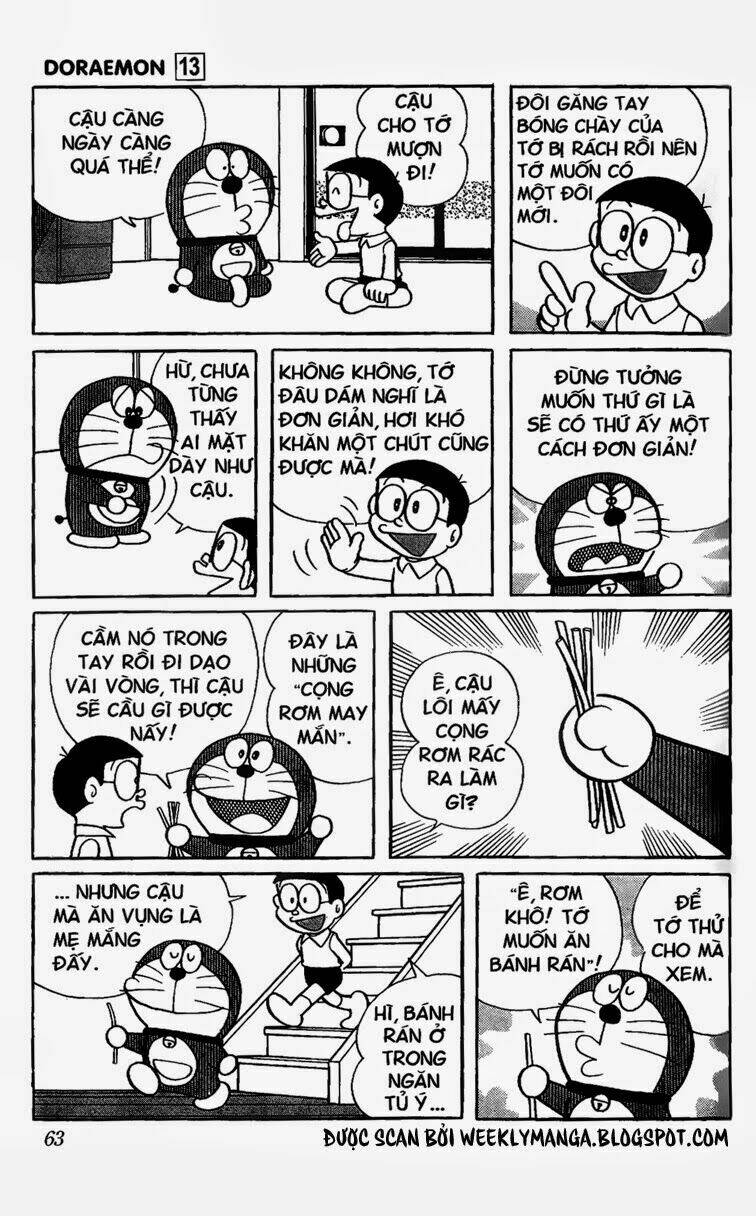 DORAEMON 13
ĐÔI GĂNG TAY
BÓNG CHÀY CỦA
TỚ BỊ RÁCH RỒI NÊN
TỚ MUỐN CÓ
MỘT ĐÔI
MỚI.
CẬU
CHO TỚ
MƯỢN
ĐI!
CẬU CÀNG
NGÀY CÀNG
QUÁ THỂ!
ĐỪNG TƯỞNG
MUỐN THỨ GÌ LÀ
SẼ CÓ THỨ ẤY MỘT
CÁCH ĐƠN GIẢN!
KHÔNG KHÔNG, TỚ
ĐÂU DÁM NGHĨ LÀ
ĐƠN GIẢN, HƠI KHÓ
KHĂN MỘT CHÚT CŨNG
ĐƯỢC MÀ!
HỪ, CHƯA
TỪNG
THẤY
AI MẶT
DÀY NHƯ
CẬU.
Ê, CẬU
LÔI MẤY
CỌNG
RƠM RÁC
RA LÀM
GÌ?
ĐÂY LÀ
NHỮNG
"CỌNG
RƠM MAY
MẮN".
CẦM NÓ TRONG
TAY RỒI ĐI DẠO
VÀI VÒNG, THÌ CẬU
SẼ CẦU GÌ ĐƯỢC
NẤY!
ĐỂ
TỚ THỬ
CHO MÀ
XEM.
"Ê, RƠM
KHÔ! TỚ
MUỐN ĂN
BÁNH RÁN"!
HÌ, BÁNH
RÁN Ở
TRONG
NGĂN
TỦ Ý...
... NHƯNG CẬU
MÀ ĂN VỤNG LÀ
MẸ MẮNG
ĐẤY.
63
ĐƯỢC SCAN BỞI WEEKLYMANGA.BLOGSPOT.COM